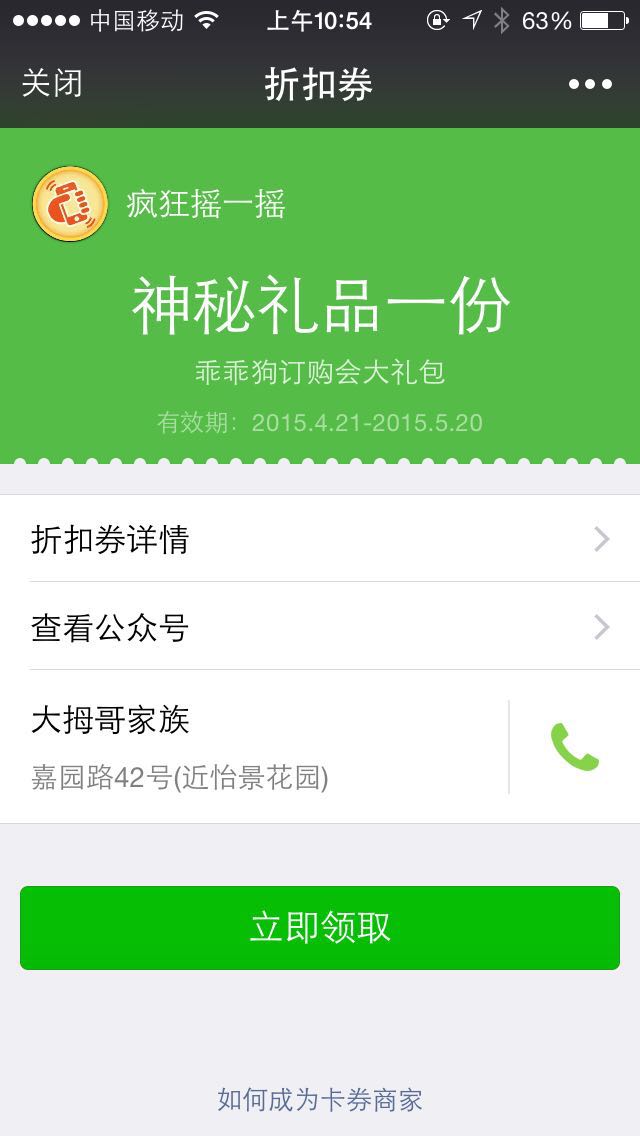 中国移动 上午10:54 63%
关闭 折扣券
疯狂摇一摇
神秘礼品一份
乖乖狗订购会大礼包
有效期：2015.4.21-2015.5.20
折扣券详情
查看公众号
大拇哥家族
嘉园路42号(近怡景花园)
立即领取
如何成为卡券商家